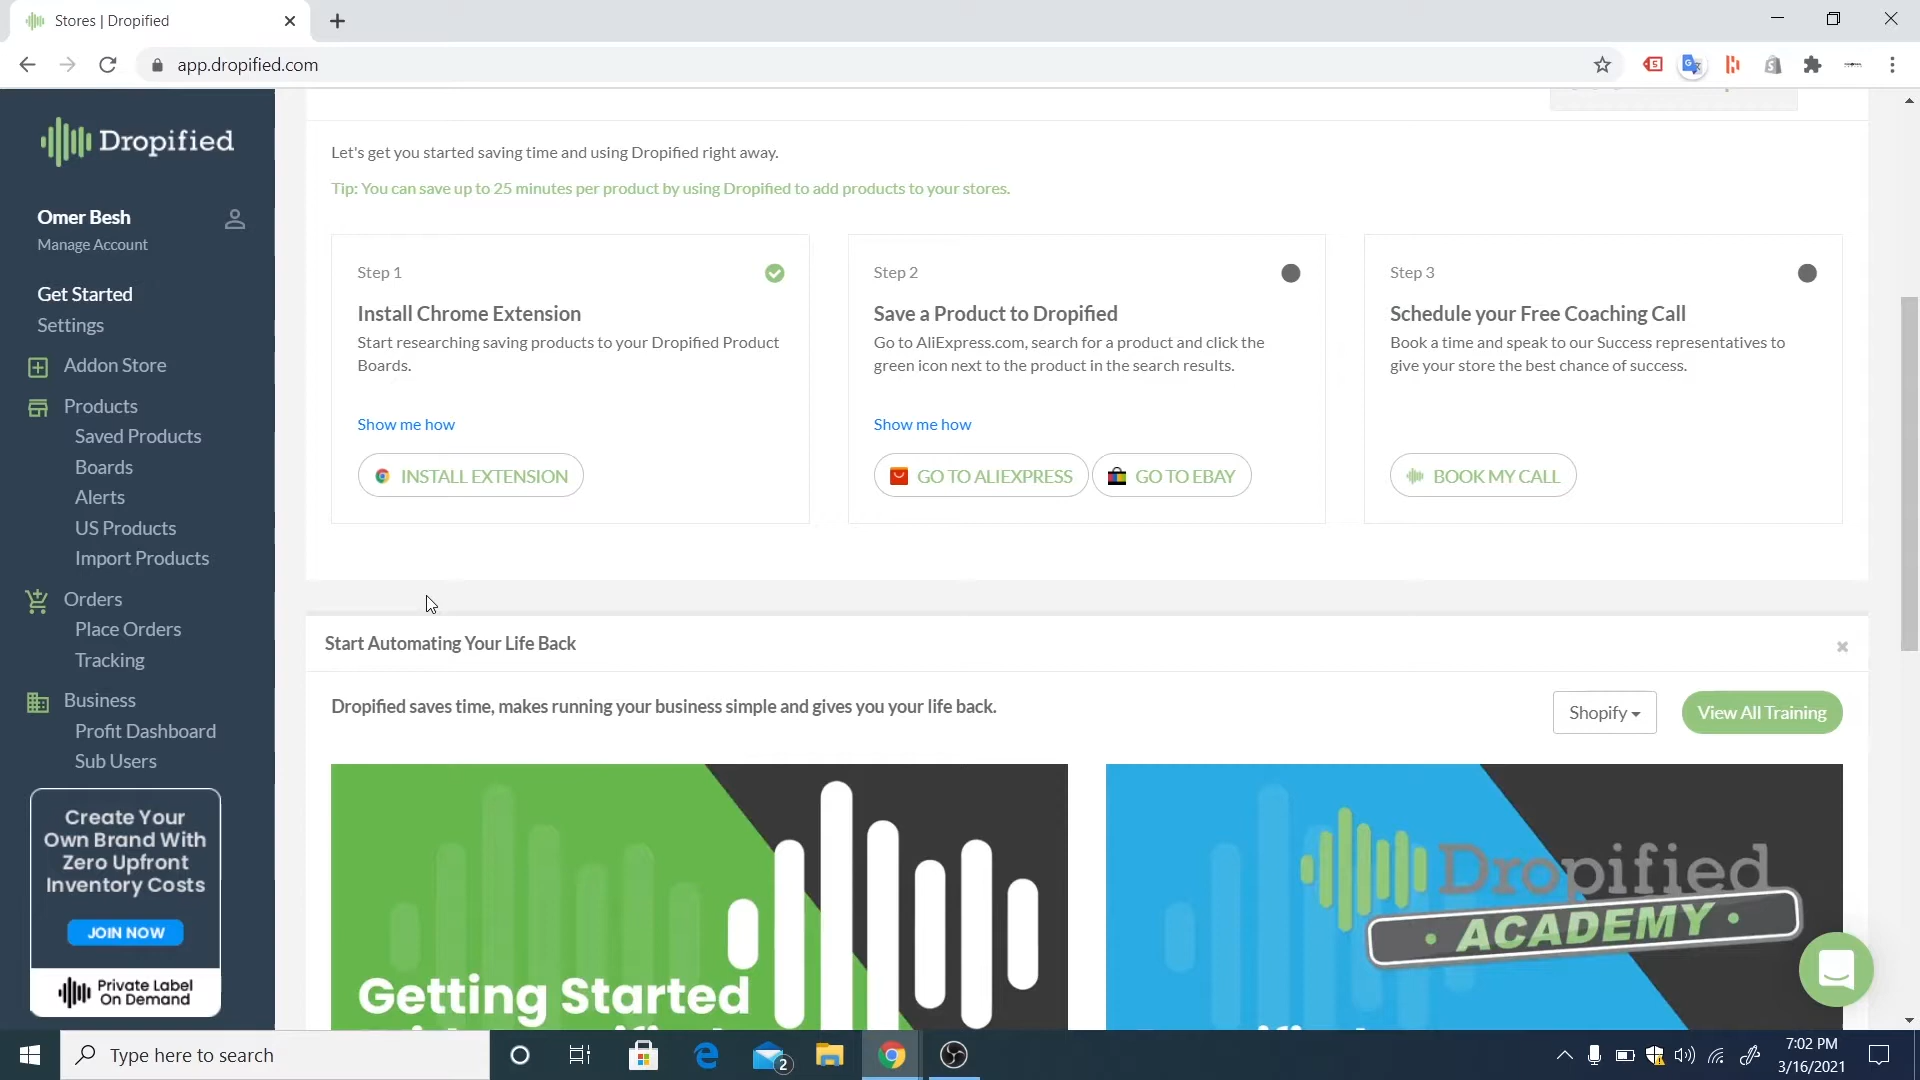 Stores | Dropified
app.dropified.com
5
Dropified
Omer Besh
Manage Account
Get Started
Settings
Addon Store
Products
Saved Products
Boards
Alerts
US Products
Import Products
Orders
Place Orders
Tracking
Business
Profit Dashboard
Sub Users
Create Your
Own Brand With
Zero Upfront
Inventory Costs
JOIN NOW
Private Label
On Demand
Let's get you started saving time and using Dropified right away.
Tip: You can save up to 25 minutes per product by using Dropified to add products to your stores.
Step 1
Install Chrome Extension
Start researching saving products to your Dropified Product
Boards.
Show me how
INSTALL EXTENSION
Step 2
Save a Product to Dropified
Go to AliExpress.com, search for a product and click the
green icon next to the product in the search results.
Show me how
GO TO ALIEXPRESS
GO TO EBAY
Step 3
Schedule your Free Coaching Call
Book a time and speak to our Success representatives to
give your store the best chance of success.
BOOK MY CALL
Start Automating Your Life Back
Dropified saves time, makes running your business simple and gives you your life back.
Shopify
View All Training
Getting Started
Dropified
ACADEMY
Type here to search
2
7:02 PM
3/16/2021